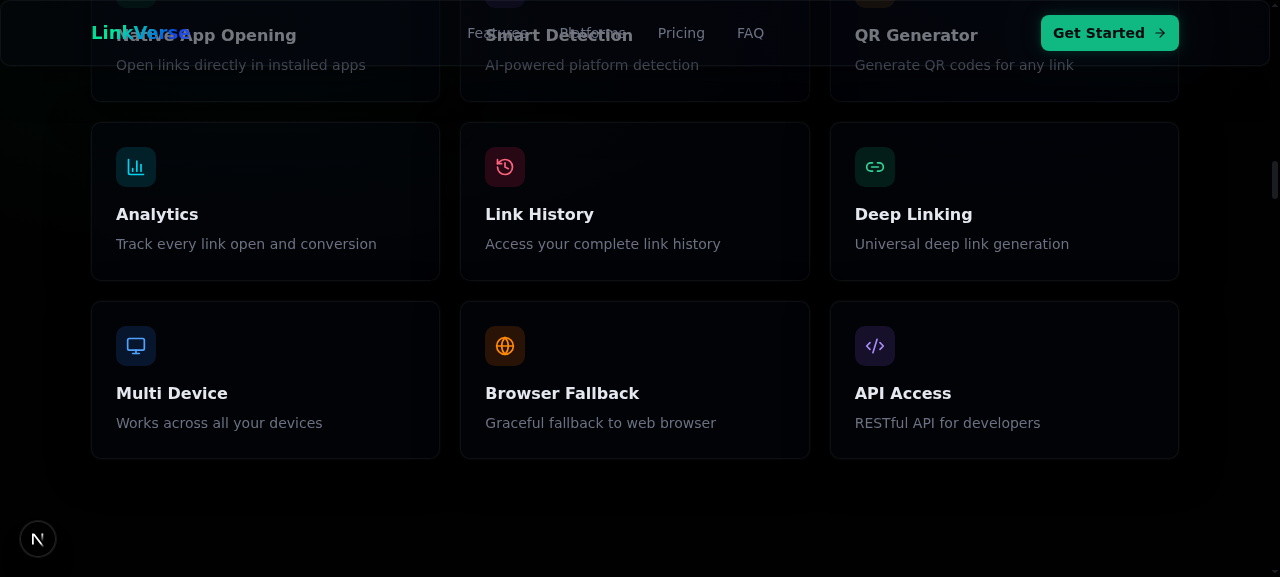 LinkVerse
Features Platforms Pricing FAQ
Get Started
Native App Opening
Smart Detection
QR Generator
Open links directly in installed apps
AI-powered platform detection
Generate QR codes for any link
Analytics
Link History
Deep Linking
Track every link open and conversion
Access your complete link history
Universal deep link generation
Multi Device
Browser Fallback
API Access
Works across all your devices
Graceful fallback to web browser
RESTful API for developers
N